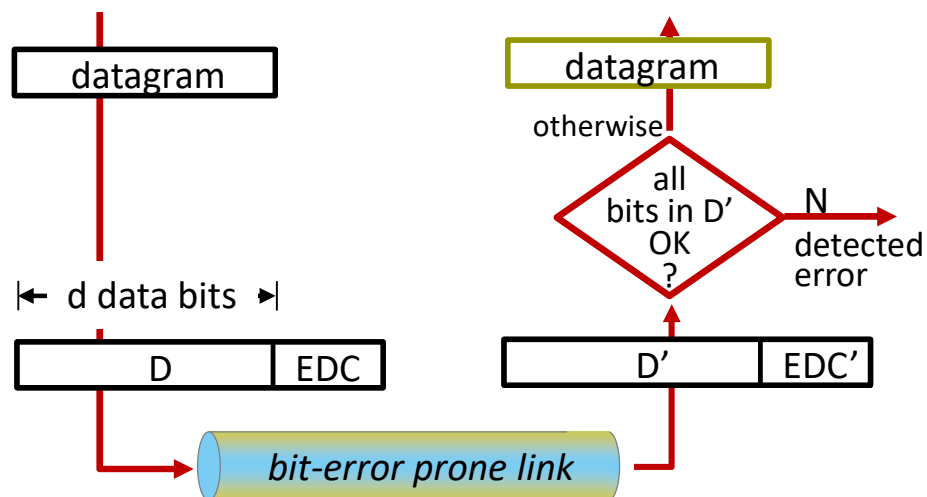 datagram
d data bits
D
EDC
bit-error prone link
D’
EDC’
all
bits in D’
OK
?
N
detected
error
otherwise
datagram